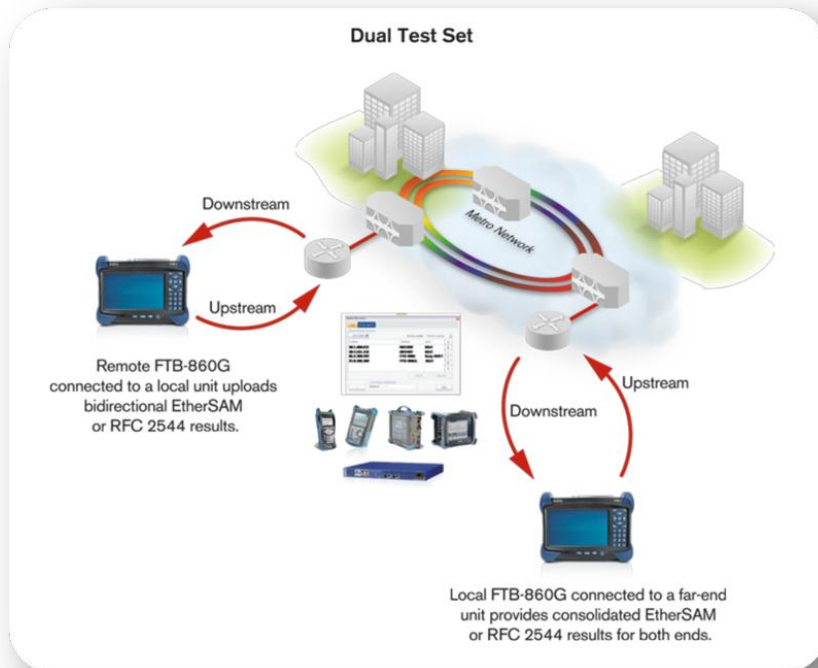 Dual Test Set
Downstream
Metro Network
Upstream
Remote FTB-860G
connected to a local unit uploads
bidirectional EtherSAM
or RFC 2544 results.
Upstream
Downstream
Local FTB-860G connected to a far-end
unit provides consolidated EtherSAM
or RFC 2544 results for both ends.